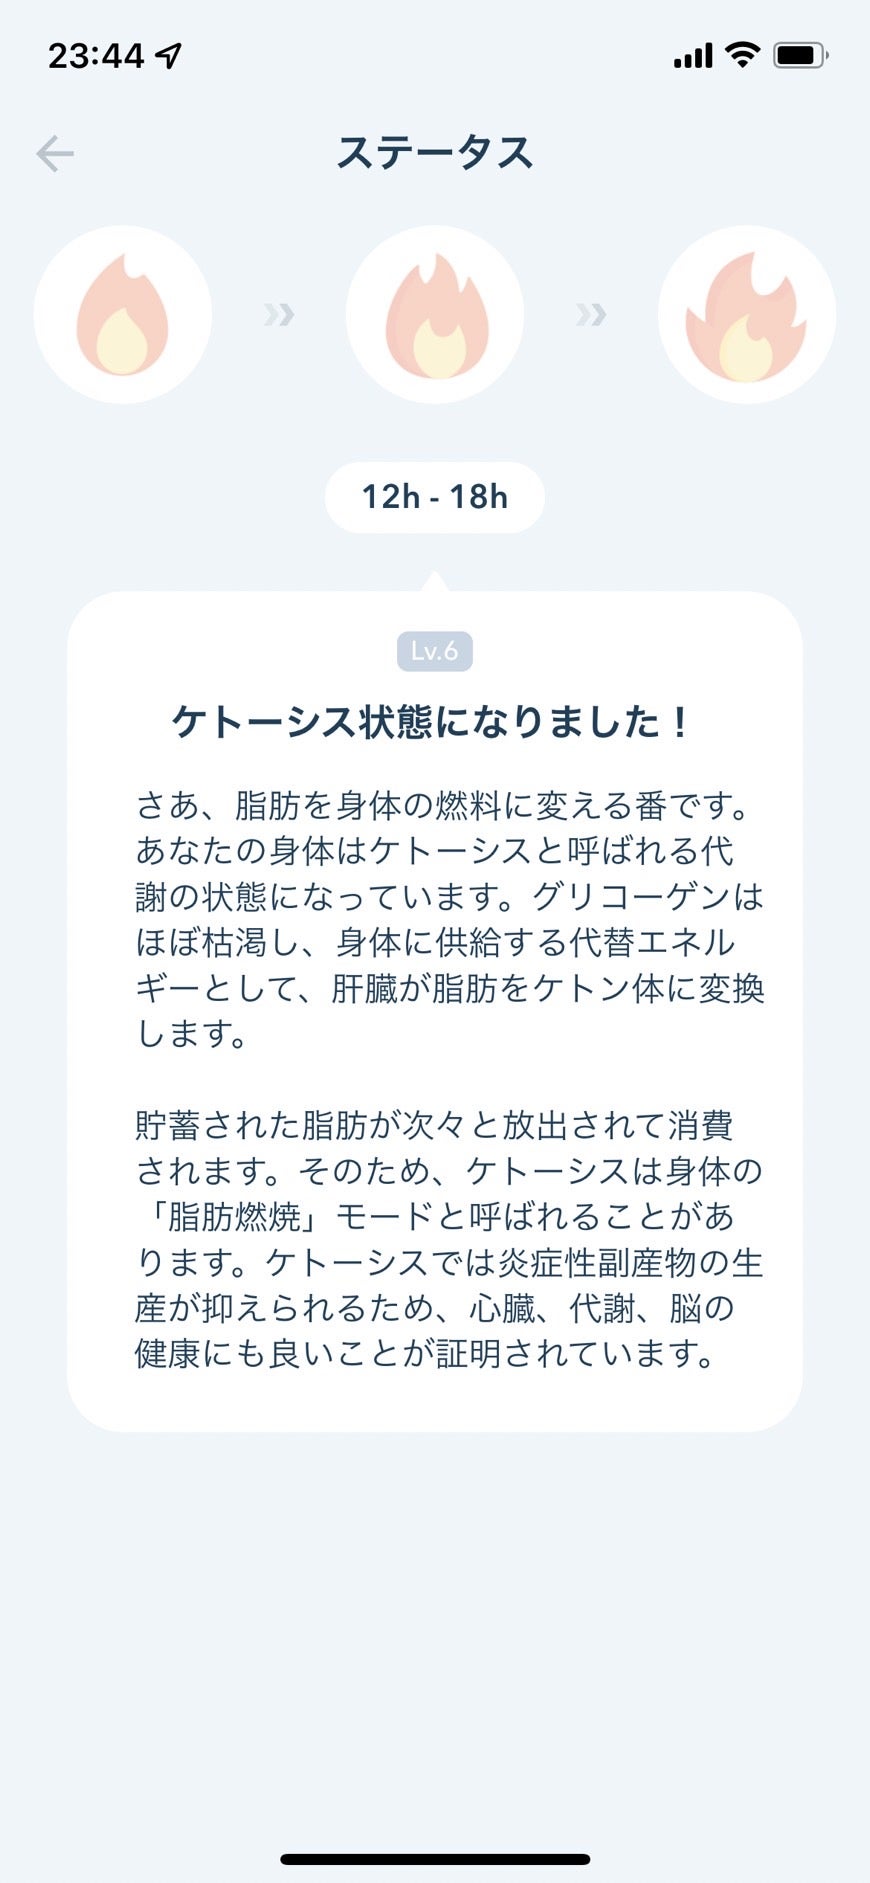 23:44
ステータス
12h - 18h
Lv.6
ケトーシス状態になりました！
さあ、脂肪を身体の燃料に変える番です。
あなたの身体はケトーシスと呼ばれる代
謝の状態になっています。グリコーゲンは
ほぼ枯渇し、身体に供給する代替エネル
ギーとして、肝臓が脂肪をケトン体に変換
します。
貯蓄された脂肪が次々と放出されて消費
されます。そのため、ケトーシスは身体の
「脂肪燃焼」モードと呼ばれることがあ
ります。ケトーシスでは炎症性副産物の生
産が抑えられるため、心臓、代謝、脳の
健康にも良いことが証明されています。